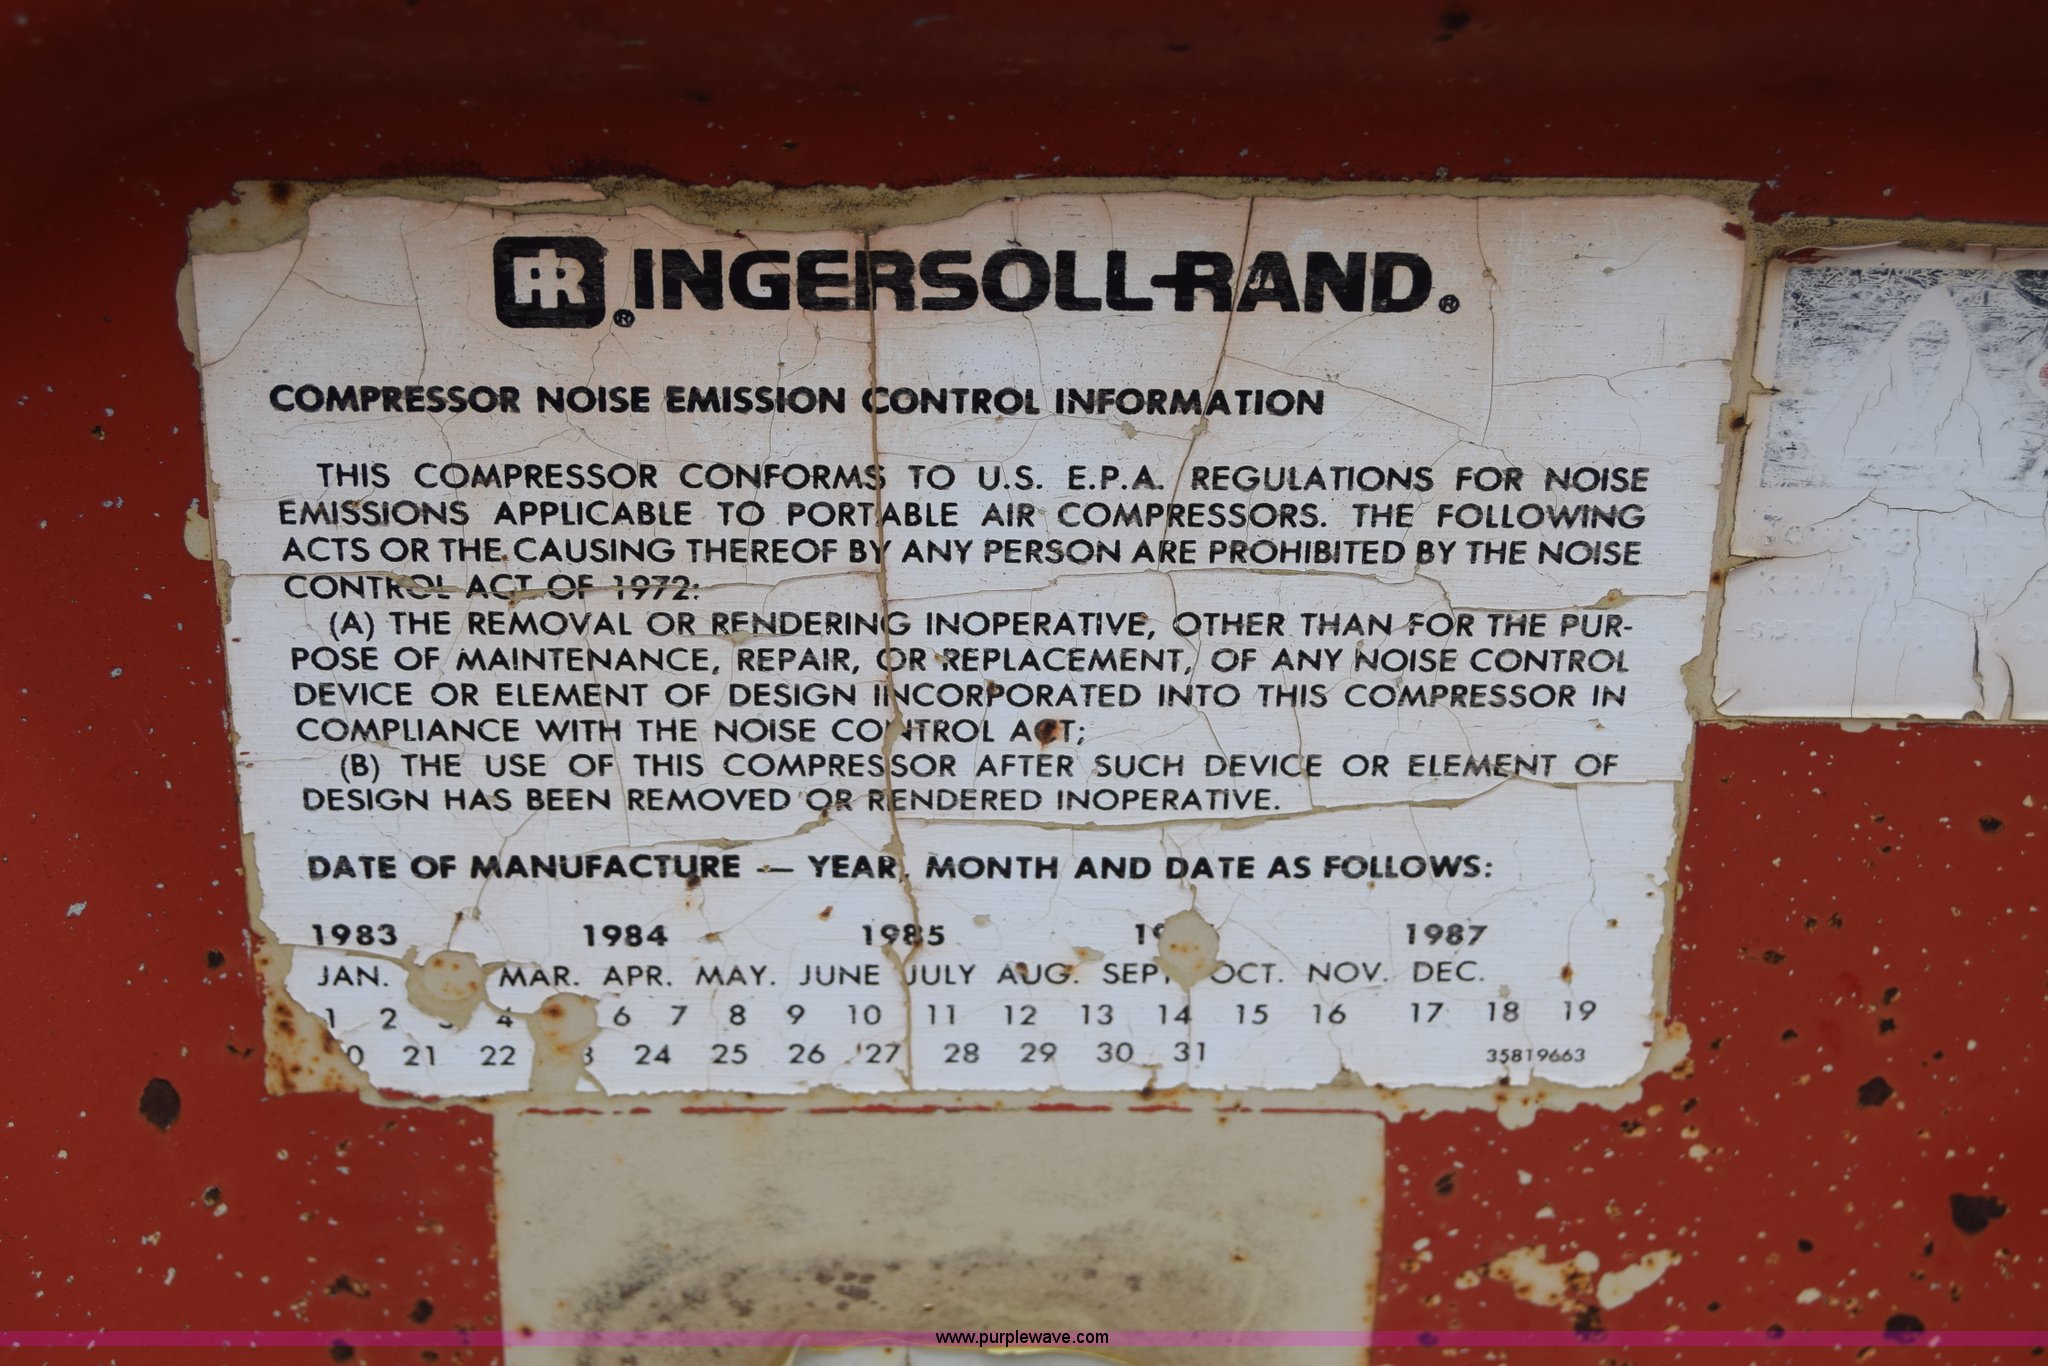 IR® INGERSOLL-RAND®
COMPRESSOR NOISE EMISSION CONTROL INFORMATION
THIS COMPRESSOR CONFORMS TO U.S. E.P.A. REGULATIONS FOR NOISE
EMISSIONS APPLICABLE TO PORTABLE AIR COMPRESSORS. THE FOLLOWING
ACTS OR THE CAUSING THEREOF BY ANY PERSON ARE PROHIBITED BY THE NOISE
CONTROL ACT OF 1972:
(A) THE REMOVAL OR RENDERING INOPERATIVE, OTHER THAN FOR THE PUR-
POSE OF MAINTENANCE, REPAIR, OR REPLACEMENT, OF ANY NOISE CONTROL
DEVICE OR ELEMENT OF DESIGN INCORPORATED INTO THIS COMPRESSOR IN
COMPLIANCE WITH THE NOISE CONTROL ACT;
(B) THE USE OF THIS COMPRESSOR AFTER SUCH DEVICE OR ELEMENT OF
DESIGN HAS BEEN REMOVED OR RENDERED INOPERATIVE.
DATE OF MANUFACTURE — YEAR, MONTH AND DATE AS FOLLOWS:
1983 1984 1985 1987
JAN. MAR. APR. MAY. JUNE JULY AUG. SEPT. OCT. NOV. DEC.
1 2 4 6 7 8 9 10 11 12 13 14 15 16 17 18 19
21 22 24 25 26 27 28 29 30 31 35819663
www.purplewave.com